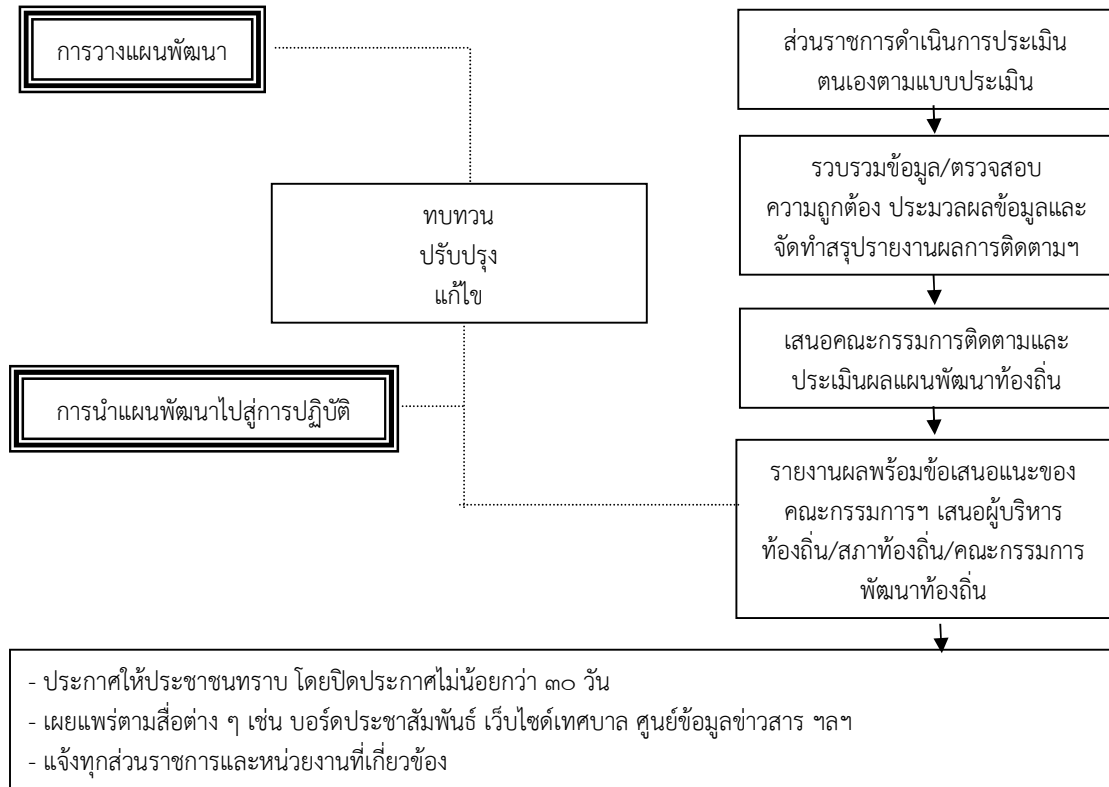 การวางแผนพัฒนา
ส่วนราชการดำเนินการประเมิน
ตนเองตามแบบประเมิน
รวบรวมข้อมูล/ตรวจสอบ
ความถูกต้อง ประมวลผลข้อมูลและ
จัดทำสรุปรายงานผลการติดตามฯ
ทบทวน
ปรับปรุง
แก้ไข
เสนอคณะกรรมการติดตามและ
ประเมินผลแผนพัฒนาท้องถิ่น
การนำแผนพัฒนาไปสู่การปฏิบัติ
รายงานผลพร้อมข้อเสนอแนะของ
คณะกรรมการฯ เสนอผู้บริหาร
ท้องถิ่น/สภาท้องถิ่น/คณะกรรมการ
พัฒนาท้องถิ่น
- ประกาศให้ประชาชนทราบ โดยปิดประกาศไม่น้อยกว่า ๓๐ วัน
- เผยแพร่ตามสื่อต่าง ๆ เช่น บอร์ดประชาสัมพันธ์ เว็บไซด์เทศบาล ศูนย์ข้อมูลข่าวสาร ฯลฯ
- แจ้งทุกส่วนราชการและหน่วยงานที่เกี่ยวข้อง